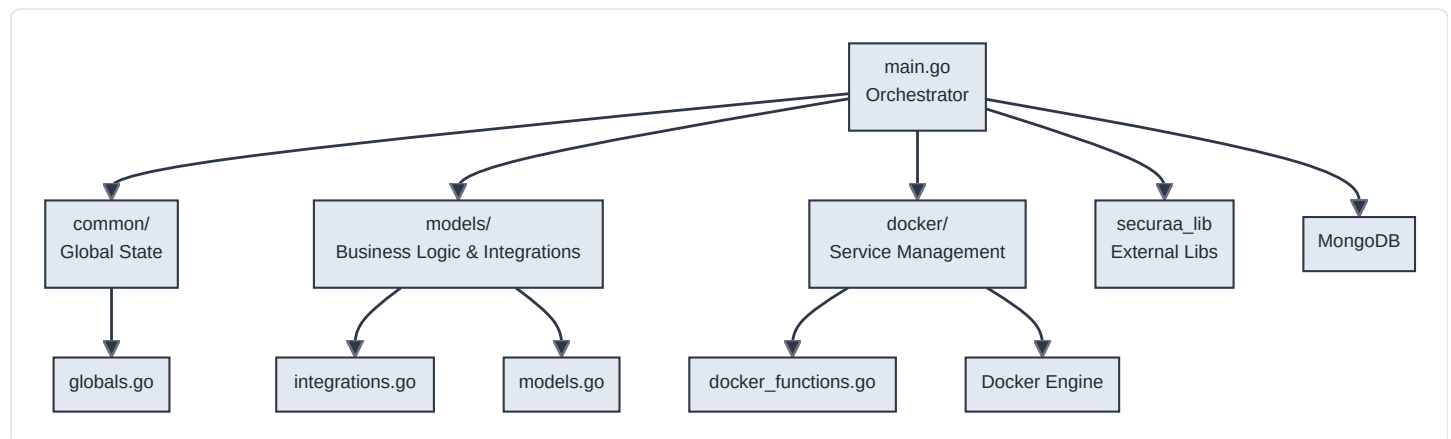 main.go
Orchestrator
common/
Global State
models/
Business Logic & Integrations
docker/
Service Management
securaa_lib
External Libs
MongoDB
globals.go
integrations.go
models.go
docker_functions.go
Docker Engine